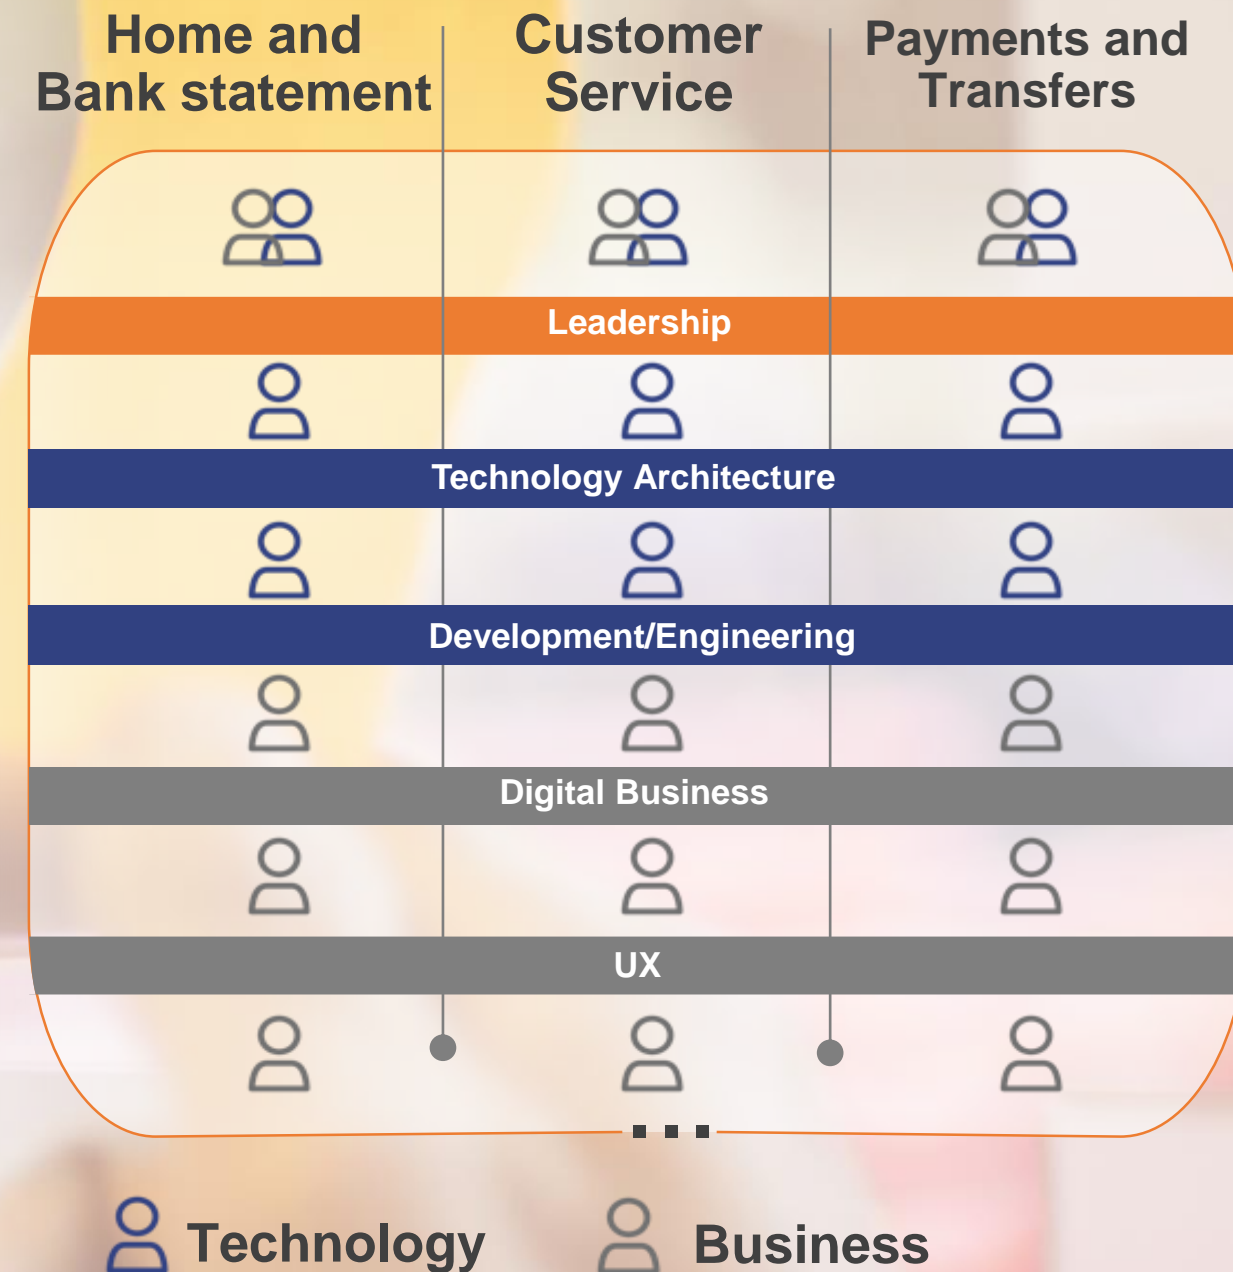 Home and
Bank statement
Customer
Service
Payments and
Transfers
Leadership
Technology Architecture
Development/Engineering
Digital Business
UX
...
Technology
Business